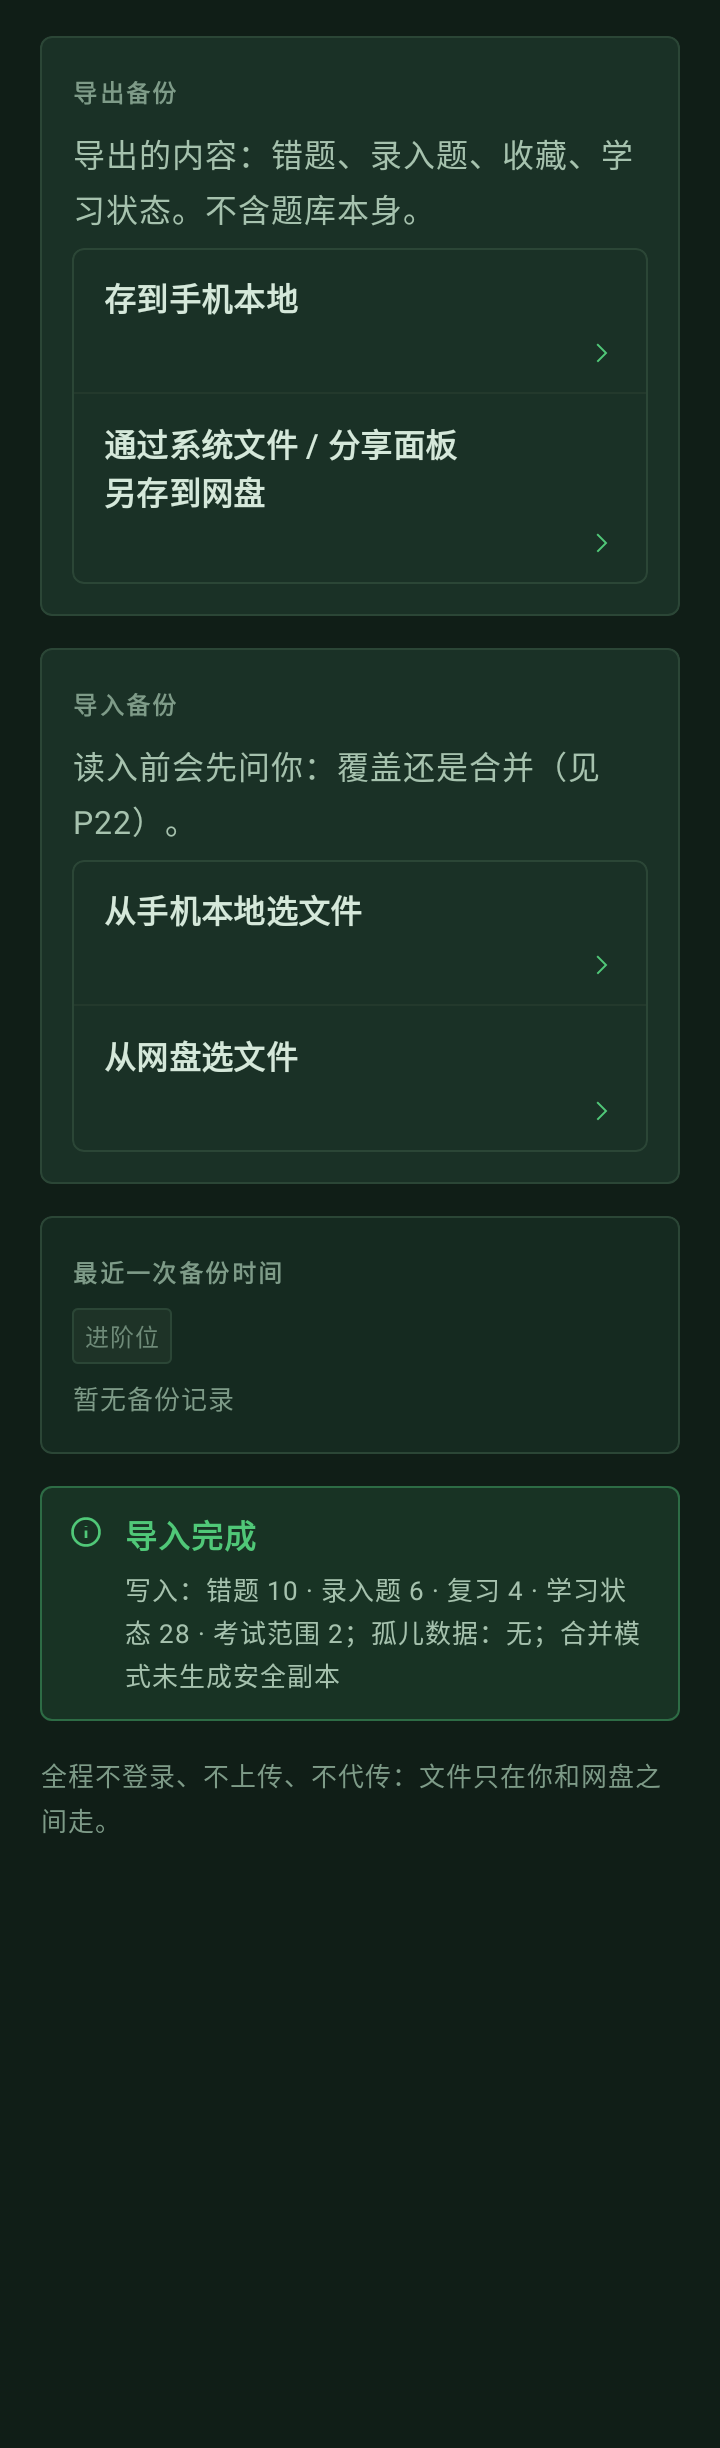 导出备份
导出的内容：错题、录入题、收藏、学
习状态。不含题库本身。
存到手机本地
通过系统文件 / 分享面板
另存到网盘
导入备份
读入前会先问你：覆盖还是合并（见
P22）。
从手机本地选文件
从网盘选文件
最近一次备份时间
进阶位
暂无备份记录
导入完成
写入：错题 10 · 录入题 6 · 复习 4 · 学习状
态 28 · 考试范围 2；孤儿数据：无；合并模
式未生成安全副本
全程不登录、不上传、不代传：文件只在你和网盘之
间走。